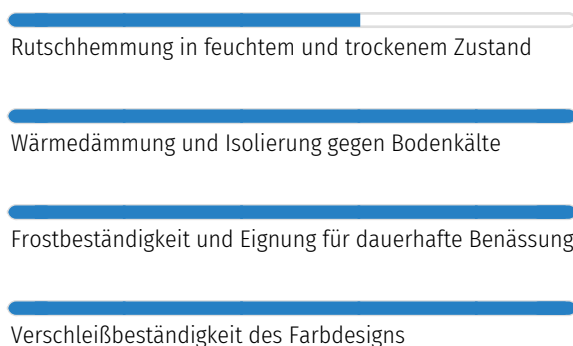 Rutschhemmung in feuchtem und trockenem Zustand
Wärmedämmung und Isolierung gegen Bodenkälte
Frostbeständigkeit und Eignung für dauerhafte Benässung
Verschleißbeständigkeit des Farbdesigns